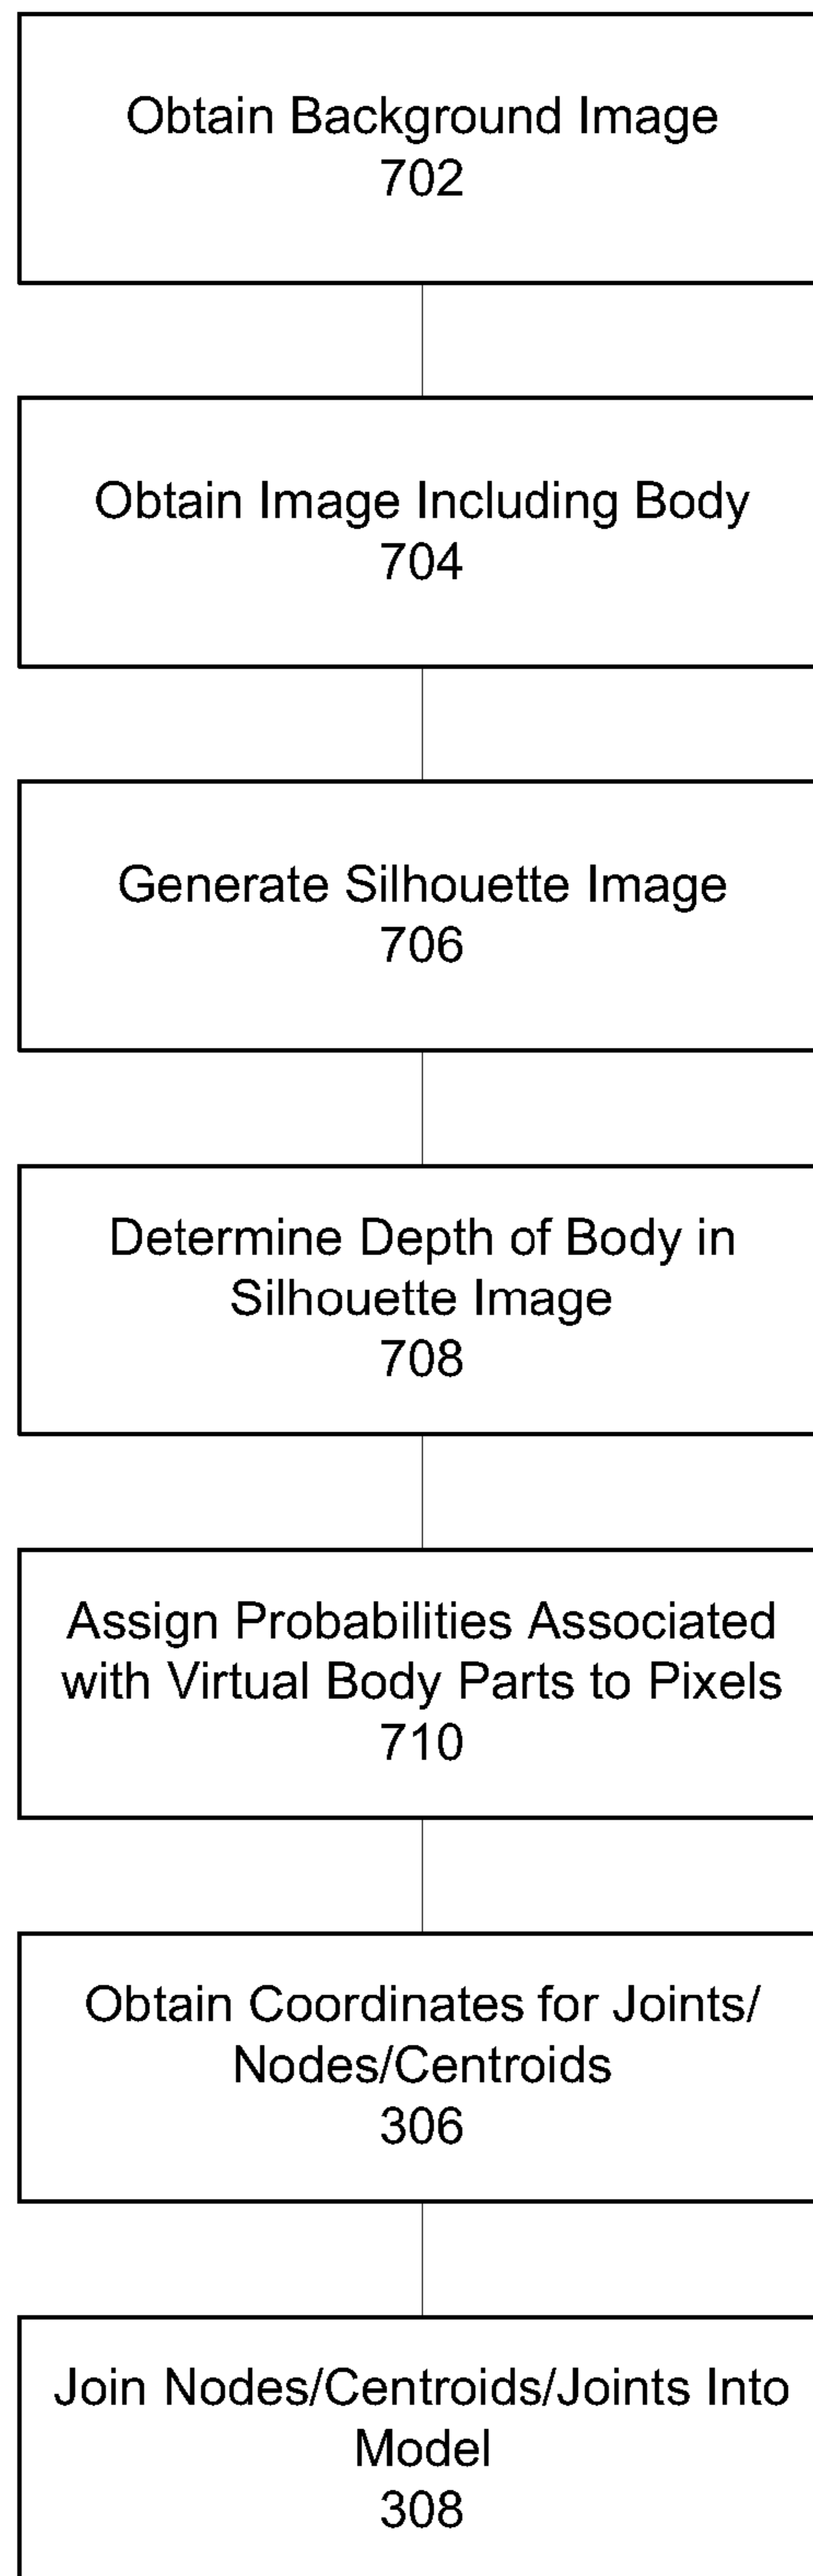 Obtain Background Image
702
Obtain Image Including Body
704
Generate Silhouette Image
706
Determine Depth of Body in
Silhouette Image
708
Assign Probabilities Associated
with Virtual Body Parts to Pixels
710
Obtain Coordinates for Joints/
Nodes/Centroids
306
Join Nodes/Centroids/Joints Into
Model
308